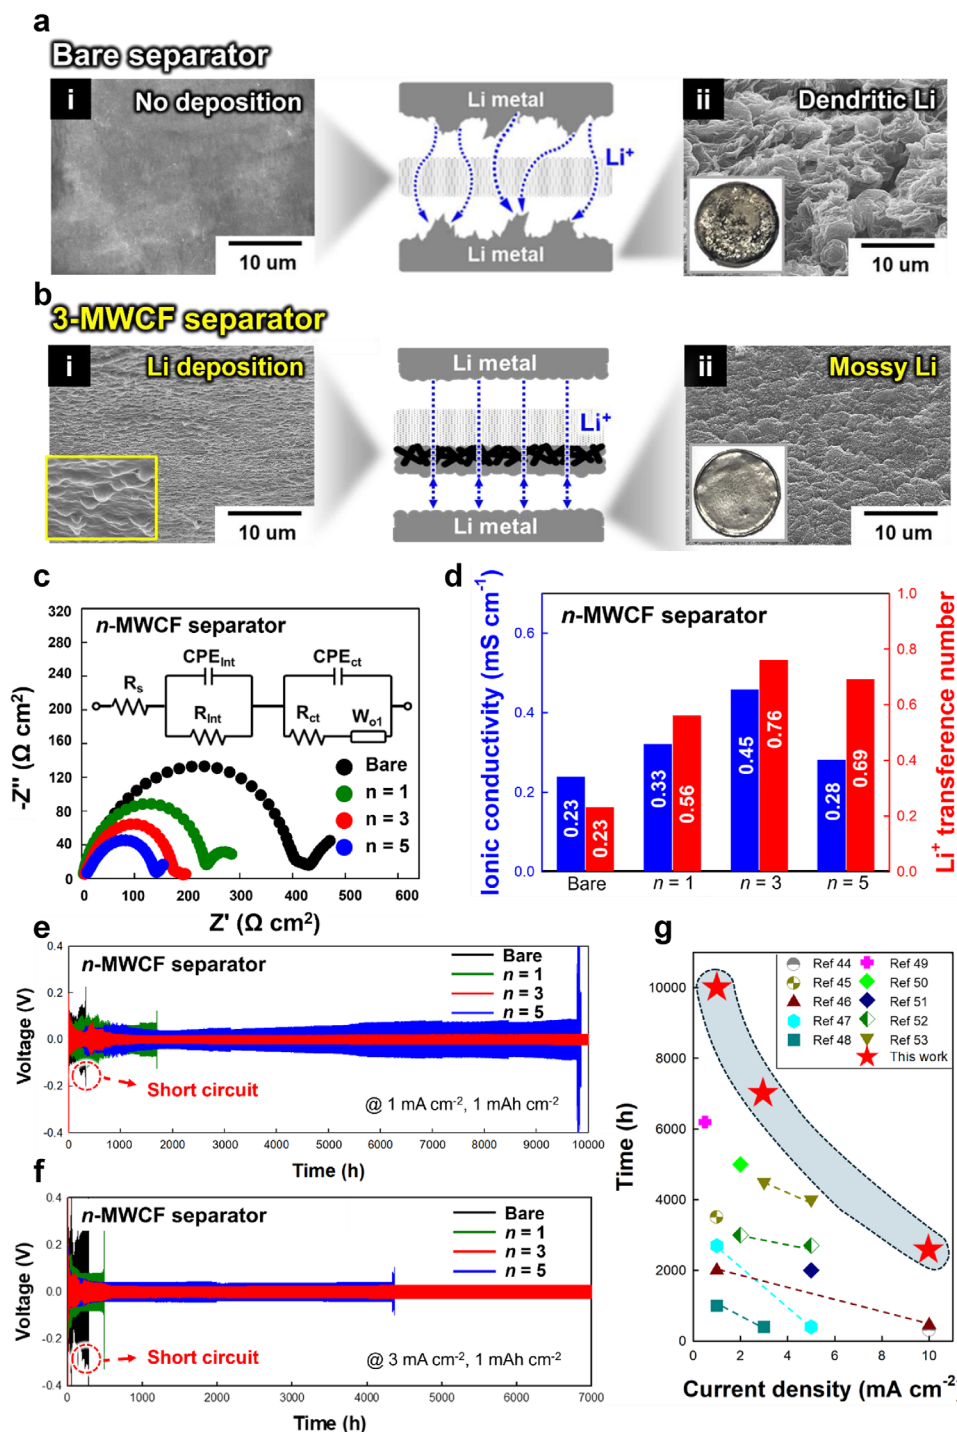 a
Bare separator
i
No deposition
10 um
Li metal
Li⁺
Li metal
ii
Dendritic Li
10 um
b
3-MWCF separator
i
Li deposition
10 um
Li metal
Li⁺
Li metal
ii
Mossy Li
10 um
c
n-MWCF separator
-Z'' (Ω cm²)
320
280
240
200
160
120
80
40
0
CPE_Int
CPE_ct
R_s
R_Int
R_ct
W_o1
Bare
n = 1
n = 3
n = 5
0 100 200 300 400 500 600
Z' (Ω cm²)
d
n-MWCF separator
Ionic conductivity (mS cm⁻¹)
0.6
0.4
0.2
0.0
0.23 0.23
0.33 0.56
0.45 0.76
0.28 0.69
Bare n = 1 n = 3 n = 5
1.0
0.8
0.6
0.4
0.2
0.0
Li⁺ transference number
e
n-MWCF separator
Voltage (V)
0.4
0.2
0.0
-0.2
-0.4
Bare
n = 1
n = 3
n = 5
Short circuit
@ 1 mA cm⁻², 1 mAh cm⁻²
0 1000 2000 3000 4000 5000 6000 7000 8000 9000 10000
Time (h)
f
n-MWCF separator
Voltage (V)
0.4
0.2
0.0
-0.2
-0.4
Bare
n = 1
n = 3
n = 5
Short circuit
@ 3 mA cm⁻², 1 mAh cm⁻²
0 1000 2000 3000 4000 5000 6000 7000
Time (h)
g
Time (h)
10000
8000
6000
4000
2000
0
Ref 44 Ref 49
Ref 45 Ref 50
Ref 46 Ref 51
Ref 47 Ref 52
Ref 48 Ref 53
This work
0 2 4 6 8 10
Current density (mA cm⁻²)